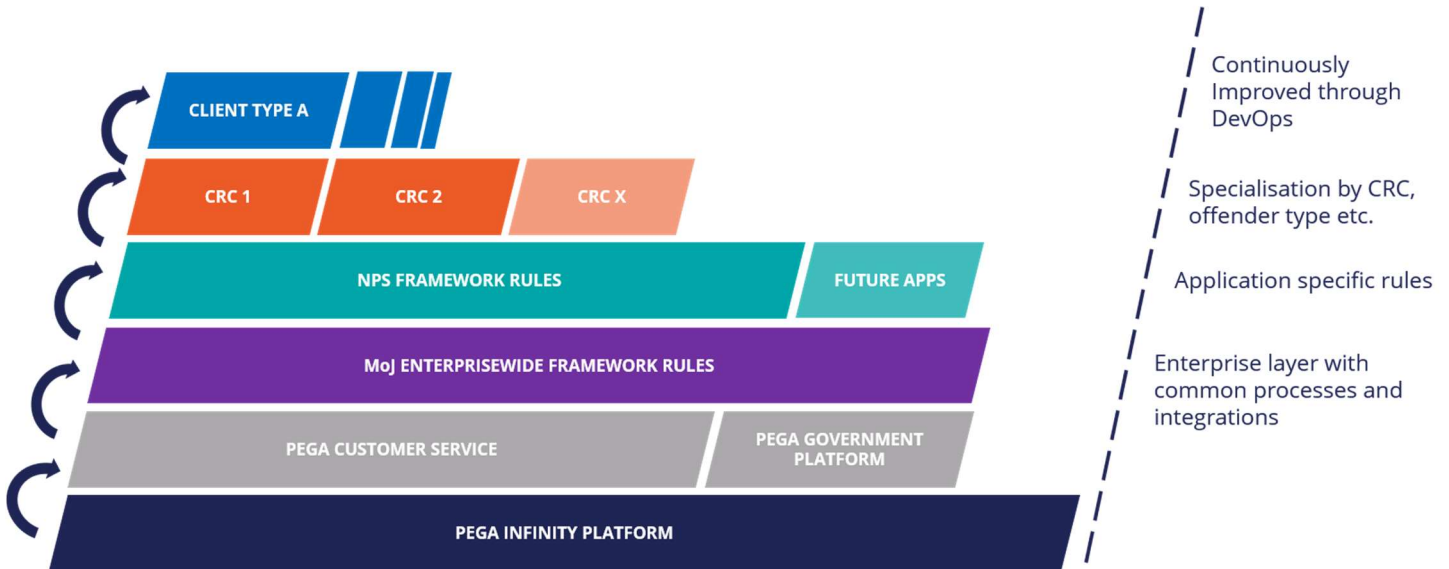 CLIENT TYPE A
CRC 1
CRC 2
CRC X
NPS FRAMEWORK RULES
FUTURE APPS
MoJ ENTERPRISEWIDE FRAMEWORK RULES
PEGA CUSTOMER SERVICE
PEGA GOVERNMENT
PLATFORM
PEGA INFINITY PLATFORM
Continuously
Improved through
DevOps
Specialisation by CRC,
offender type etc.
Application specific rules
Enterprise layer with
common processes and
integrations